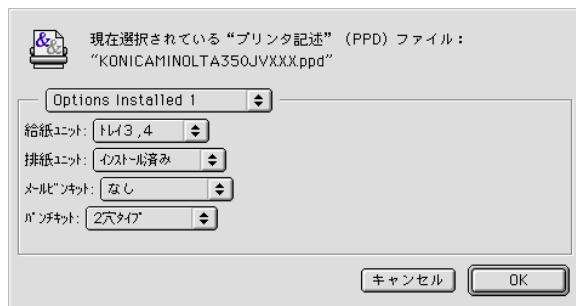 現在選択されている“プリンタ記述” (PPD) ファイル：
“KONICAMINOLTA350JVXXX.ppd”
Options Installed 1
給紙ﾕﾆｯﾄ: ﾄﾚｲ3,4
排紙ﾕﾆｯﾄ: ｲﾝｽﾄｰﾙ済み
ﾒｰﾙﾋﾞﾝｷｯﾄ: なし
ﾊﾟﾝﾁｷｯﾄ: 2穴ﾀｲﾌﾟ
キャンセル OK